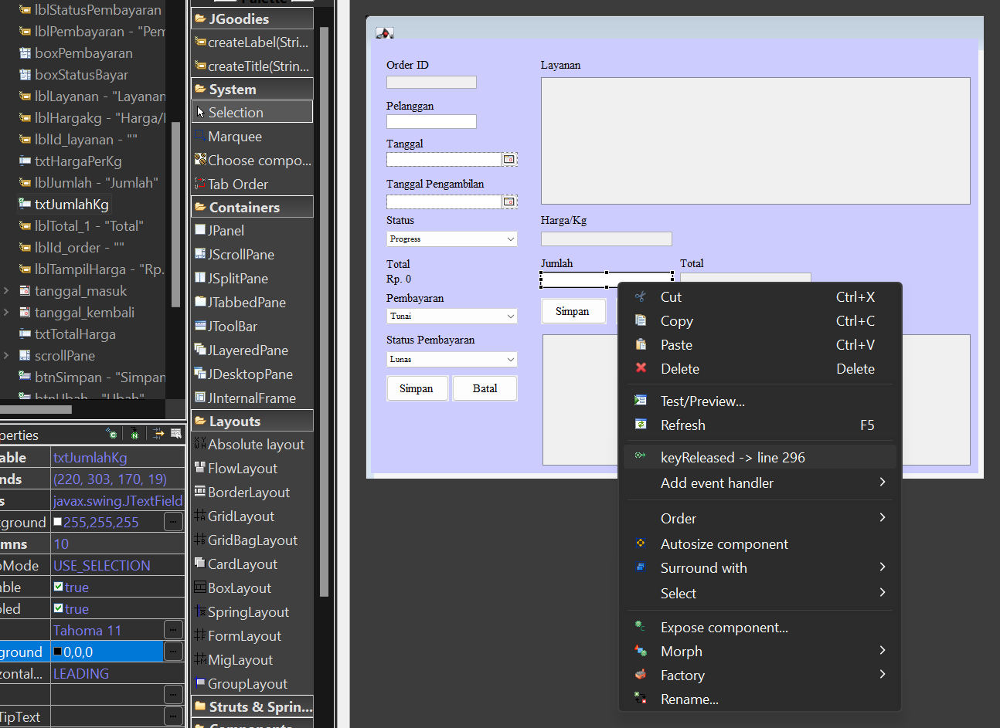 lblStatusPembayaran
lblPembayaran - "Pem
boxPembayaran
boxStatusBayar
lblLayanan - "Layanan
lblHargakg - "Harga/
lblId_layanan - ""
txtHargaPerKg
lblJumlah - "Jumlah"
txtJumlahKg
lblTotal_1 - "Total"
lblId_order - ""
lblTampilHarga - "Rp.
tanggal_masuk
tanggal_kembali
txtTotalHarga
scrollPane
btnSimpan - "Simpan
btnUbah - "Ubah"
operties
able txtJumlahKg
nds (220, 303, 170, 19)
s javax.swing.JTextField
ground 255,255,255 ...
mns 10
oMode USE_SELECTION
able true
led true
Tahoma 11 ...
ground 0,0,0 ...
zontal... LEADING
...
TipText ...
Palette
JGoodies
createLabel(Stri...
createTitle(Strin...
System
Selection
Marquee
Choose compo...
Tab Order
Containers
JPanel
JScrollPane
JSplitPane
JTabbedPane
JToolBar
JLayeredPane
JDesktopPane
JInternalFrame
Layouts
Absolute layout
FlowLayout
BorderLayout
GridLayout
GridBagLayout
CardLayout
BoxLayout
SpringLayout
FormLayout
MigLayout
GroupLayout
Struts & Sprin...
Components
Order ID
Pelanggan
Tanggal
Tanggal Pengambilan
Status
Progress
Total
Rp. 0
Pembayaran
Tunai
Status Pembayaran
Lunas
Simpan Batal
Layanan
Harga/Kg
Jumlah Total
Simpan
Cut Ctrl+X
Copy Ctrl+C
Paste Ctrl+V
Delete Delete
Test/Preview...
Refresh F5
keyReleased -> line 296
Add event handler
Order
Autosize component
Surround with
Select
Expose component...
Morph
Factory
Rename...